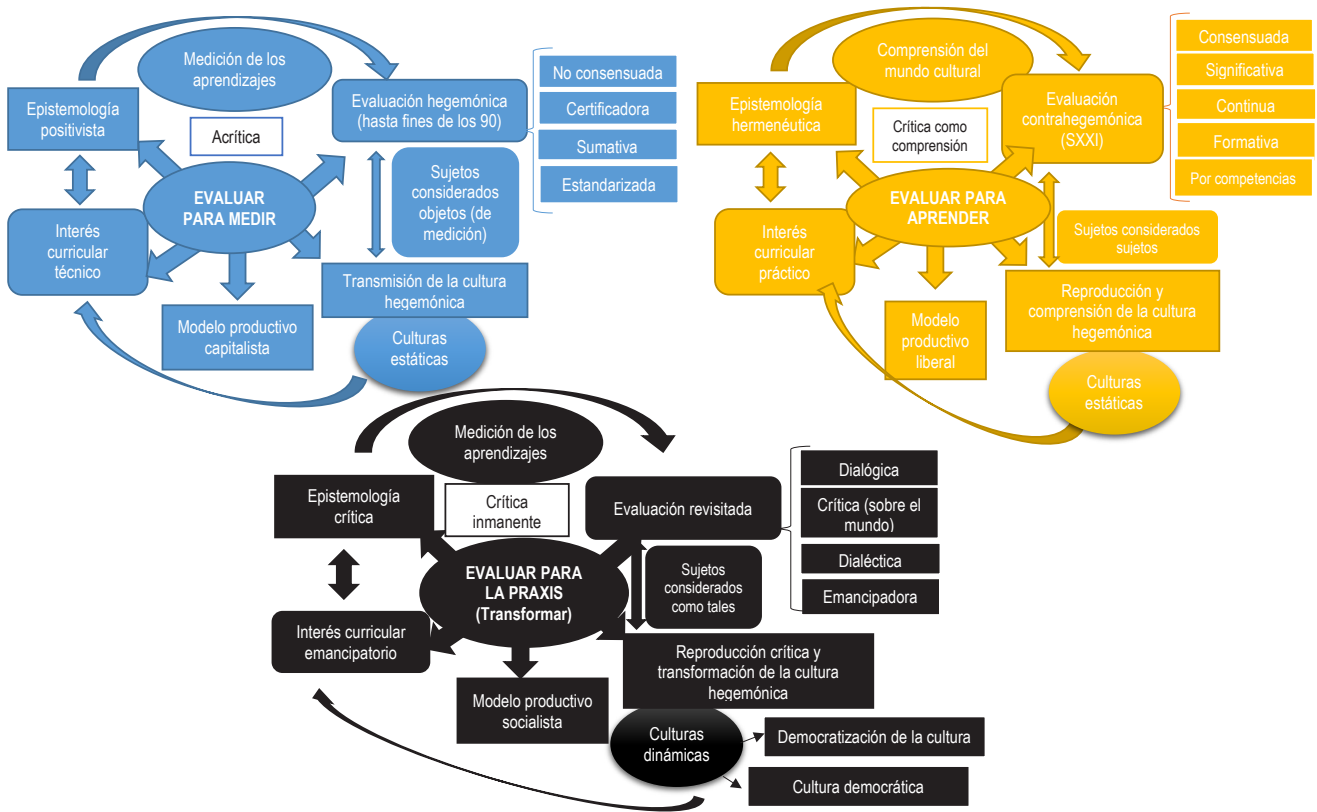 Medición de los
aprendizajes
Epistemología
positivista
Acrítica
Evaluación hegemónica
(hasta fines de los 90)
No consensuada
Certificadora
Sumativa
Estandarizada
EVALUAR
PARA MEDIR
Sujetos
considerados
objetos (de
medición)
Interés
curricular
técnico
Transmisión de la cultura
hegemónica
Modelo productivo
capitalista
Culturas
estáticas
Comprensión del
mundo cultural
Epistemología
hermenéutica
Crítica como
comprensión
Evaluación
contrahegemónica
(SXXI)
Consensuada
Significativa
Continua
Formativa
Por competencias
EVALUAR PARA
APRENDER
Sujetos considerados
sujetos
Interés
curricular
práctico
Reproducción y
comprensión de la cultura
hegemónica
Modelo
productivo
liberal
Culturas
estáticas
Medición de los
aprendizajes
Epistemología
crítica
Crítica
inmanente
Evaluación revisitada
Dialógica
Crítica (sobre el
mundo)
Dialéctica
Emancipadora
EVALUAR PARA
LA PRAXIS
(Transformar)
Sujetos
considerados
como tales
Interés curricular
emancipatorio
Reproducción crítica y
transformación de la cultura
hegemónica
Modelo productivo
socialista
Culturas
dinámicas
Democratización de la cultura
Cultura democrática